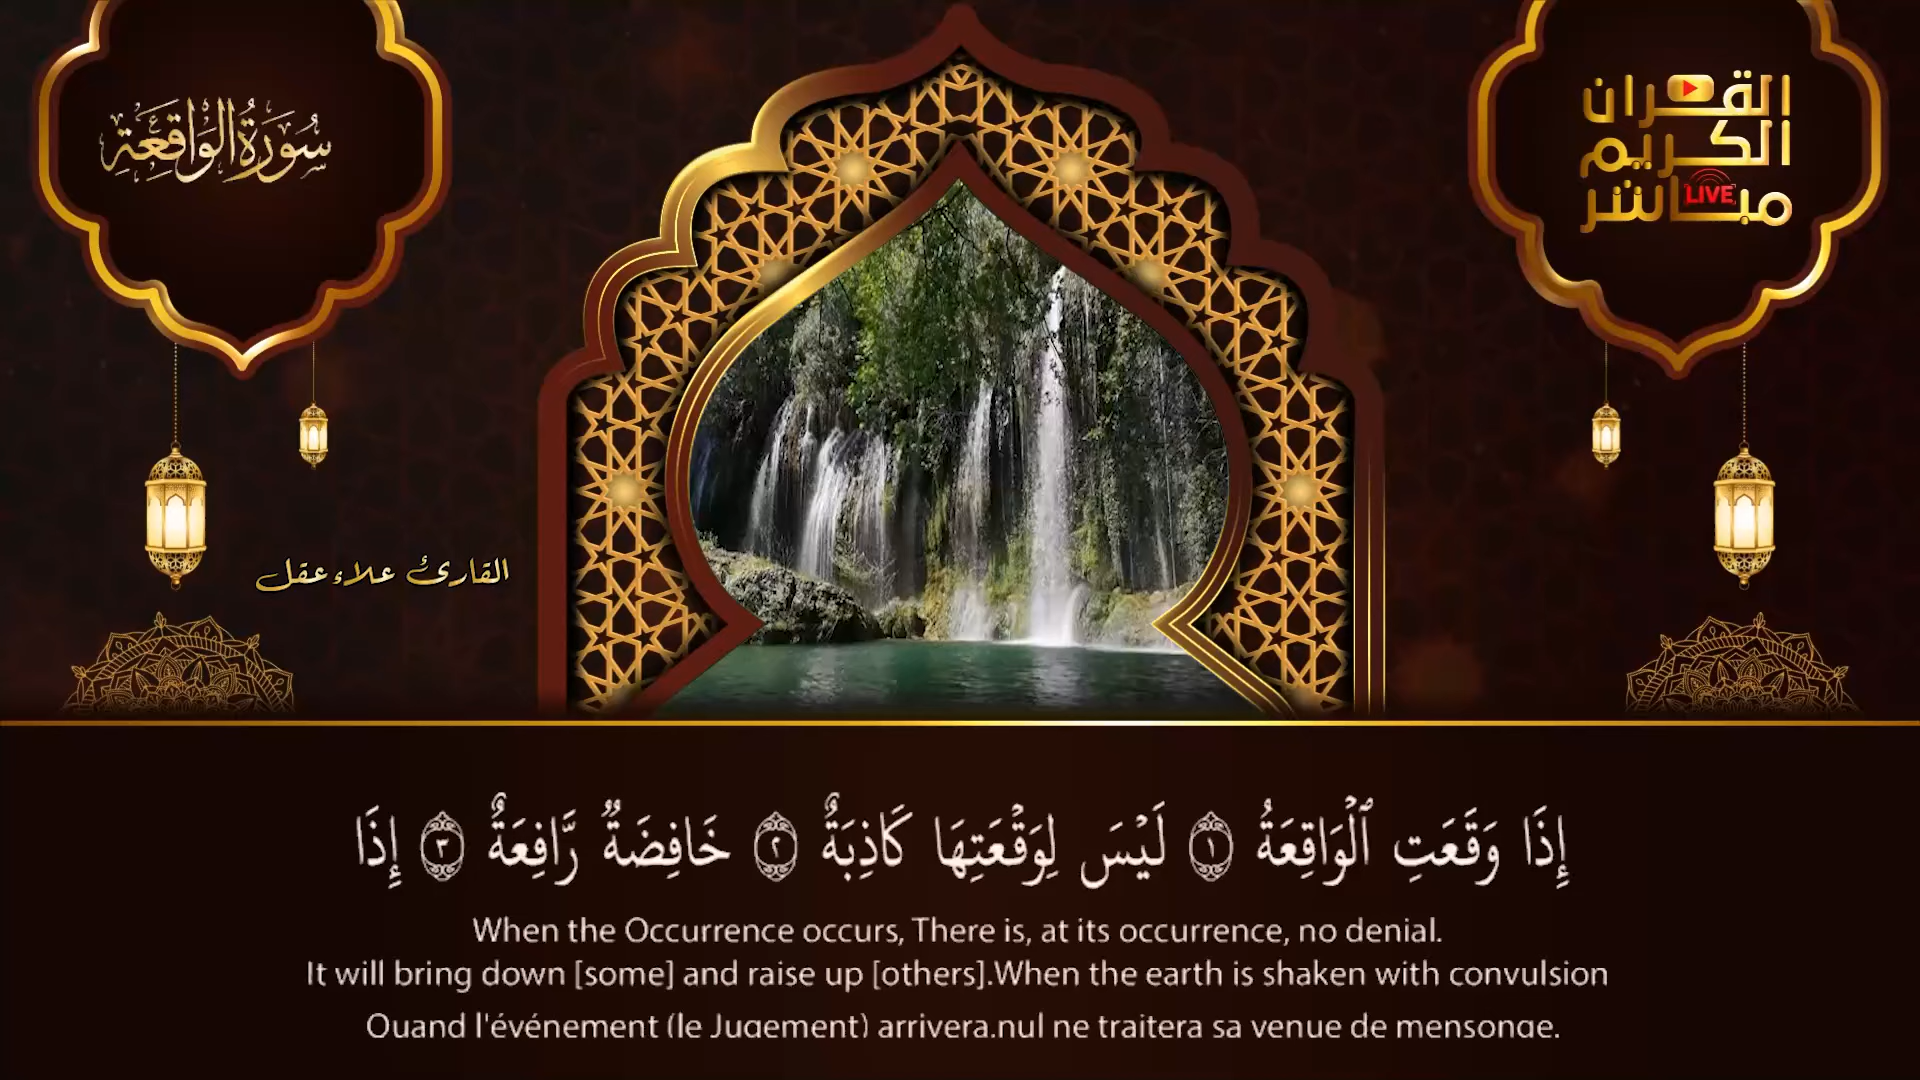 سُورَةُ الوَاقِعَةِ
القران
الكريم
مباشر
LIVE
القارئ علاء عقل
إِذَا وَقَعَتِ ٱلْوَاقِعَةُ ١ لَيْسَ لِوَقْعَتِهَا كَاذِبَةٌ ٢ خَافِضَةٌ رَّافِعَةٌ ٣ إِذَا
When the Occurrence occurs, There is, at its occurrence, no denial.
It will bring down [some] and raise up [others].When the earth is shaken with convulsion
Quand l'événement (le Jugement) arrivera.nul ne traitera sa venue de mensonge.